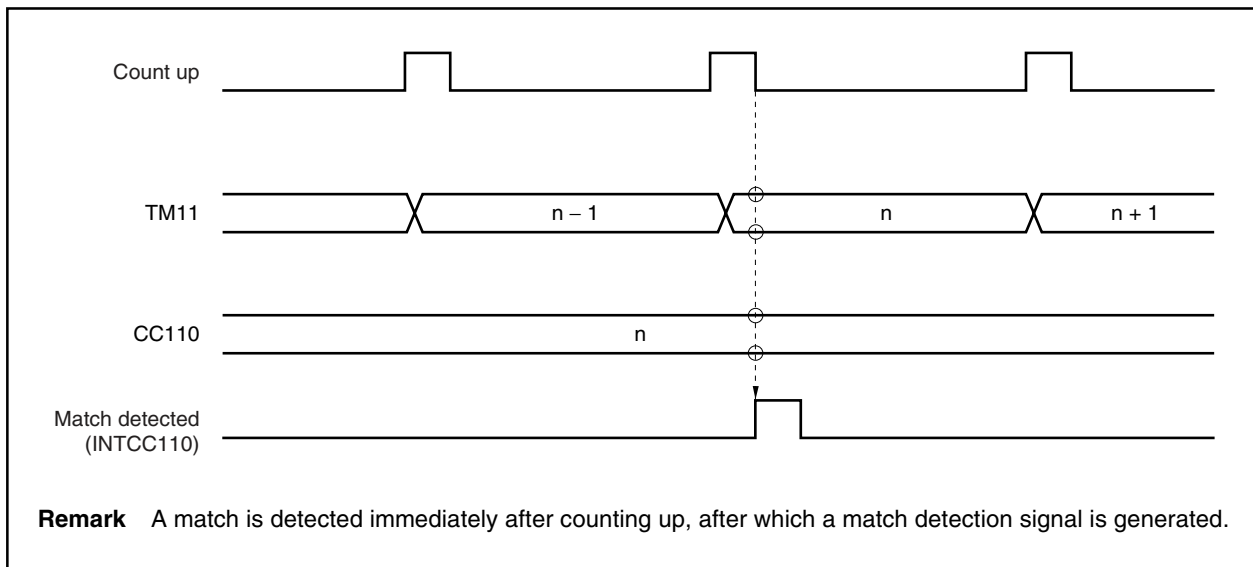 Count up
TM11
n – 1
n
n + 1
CC110
n
Match detected
(INTCC110)
Remark A match is detected immediately after counting up, after which a match detection signal is generated.